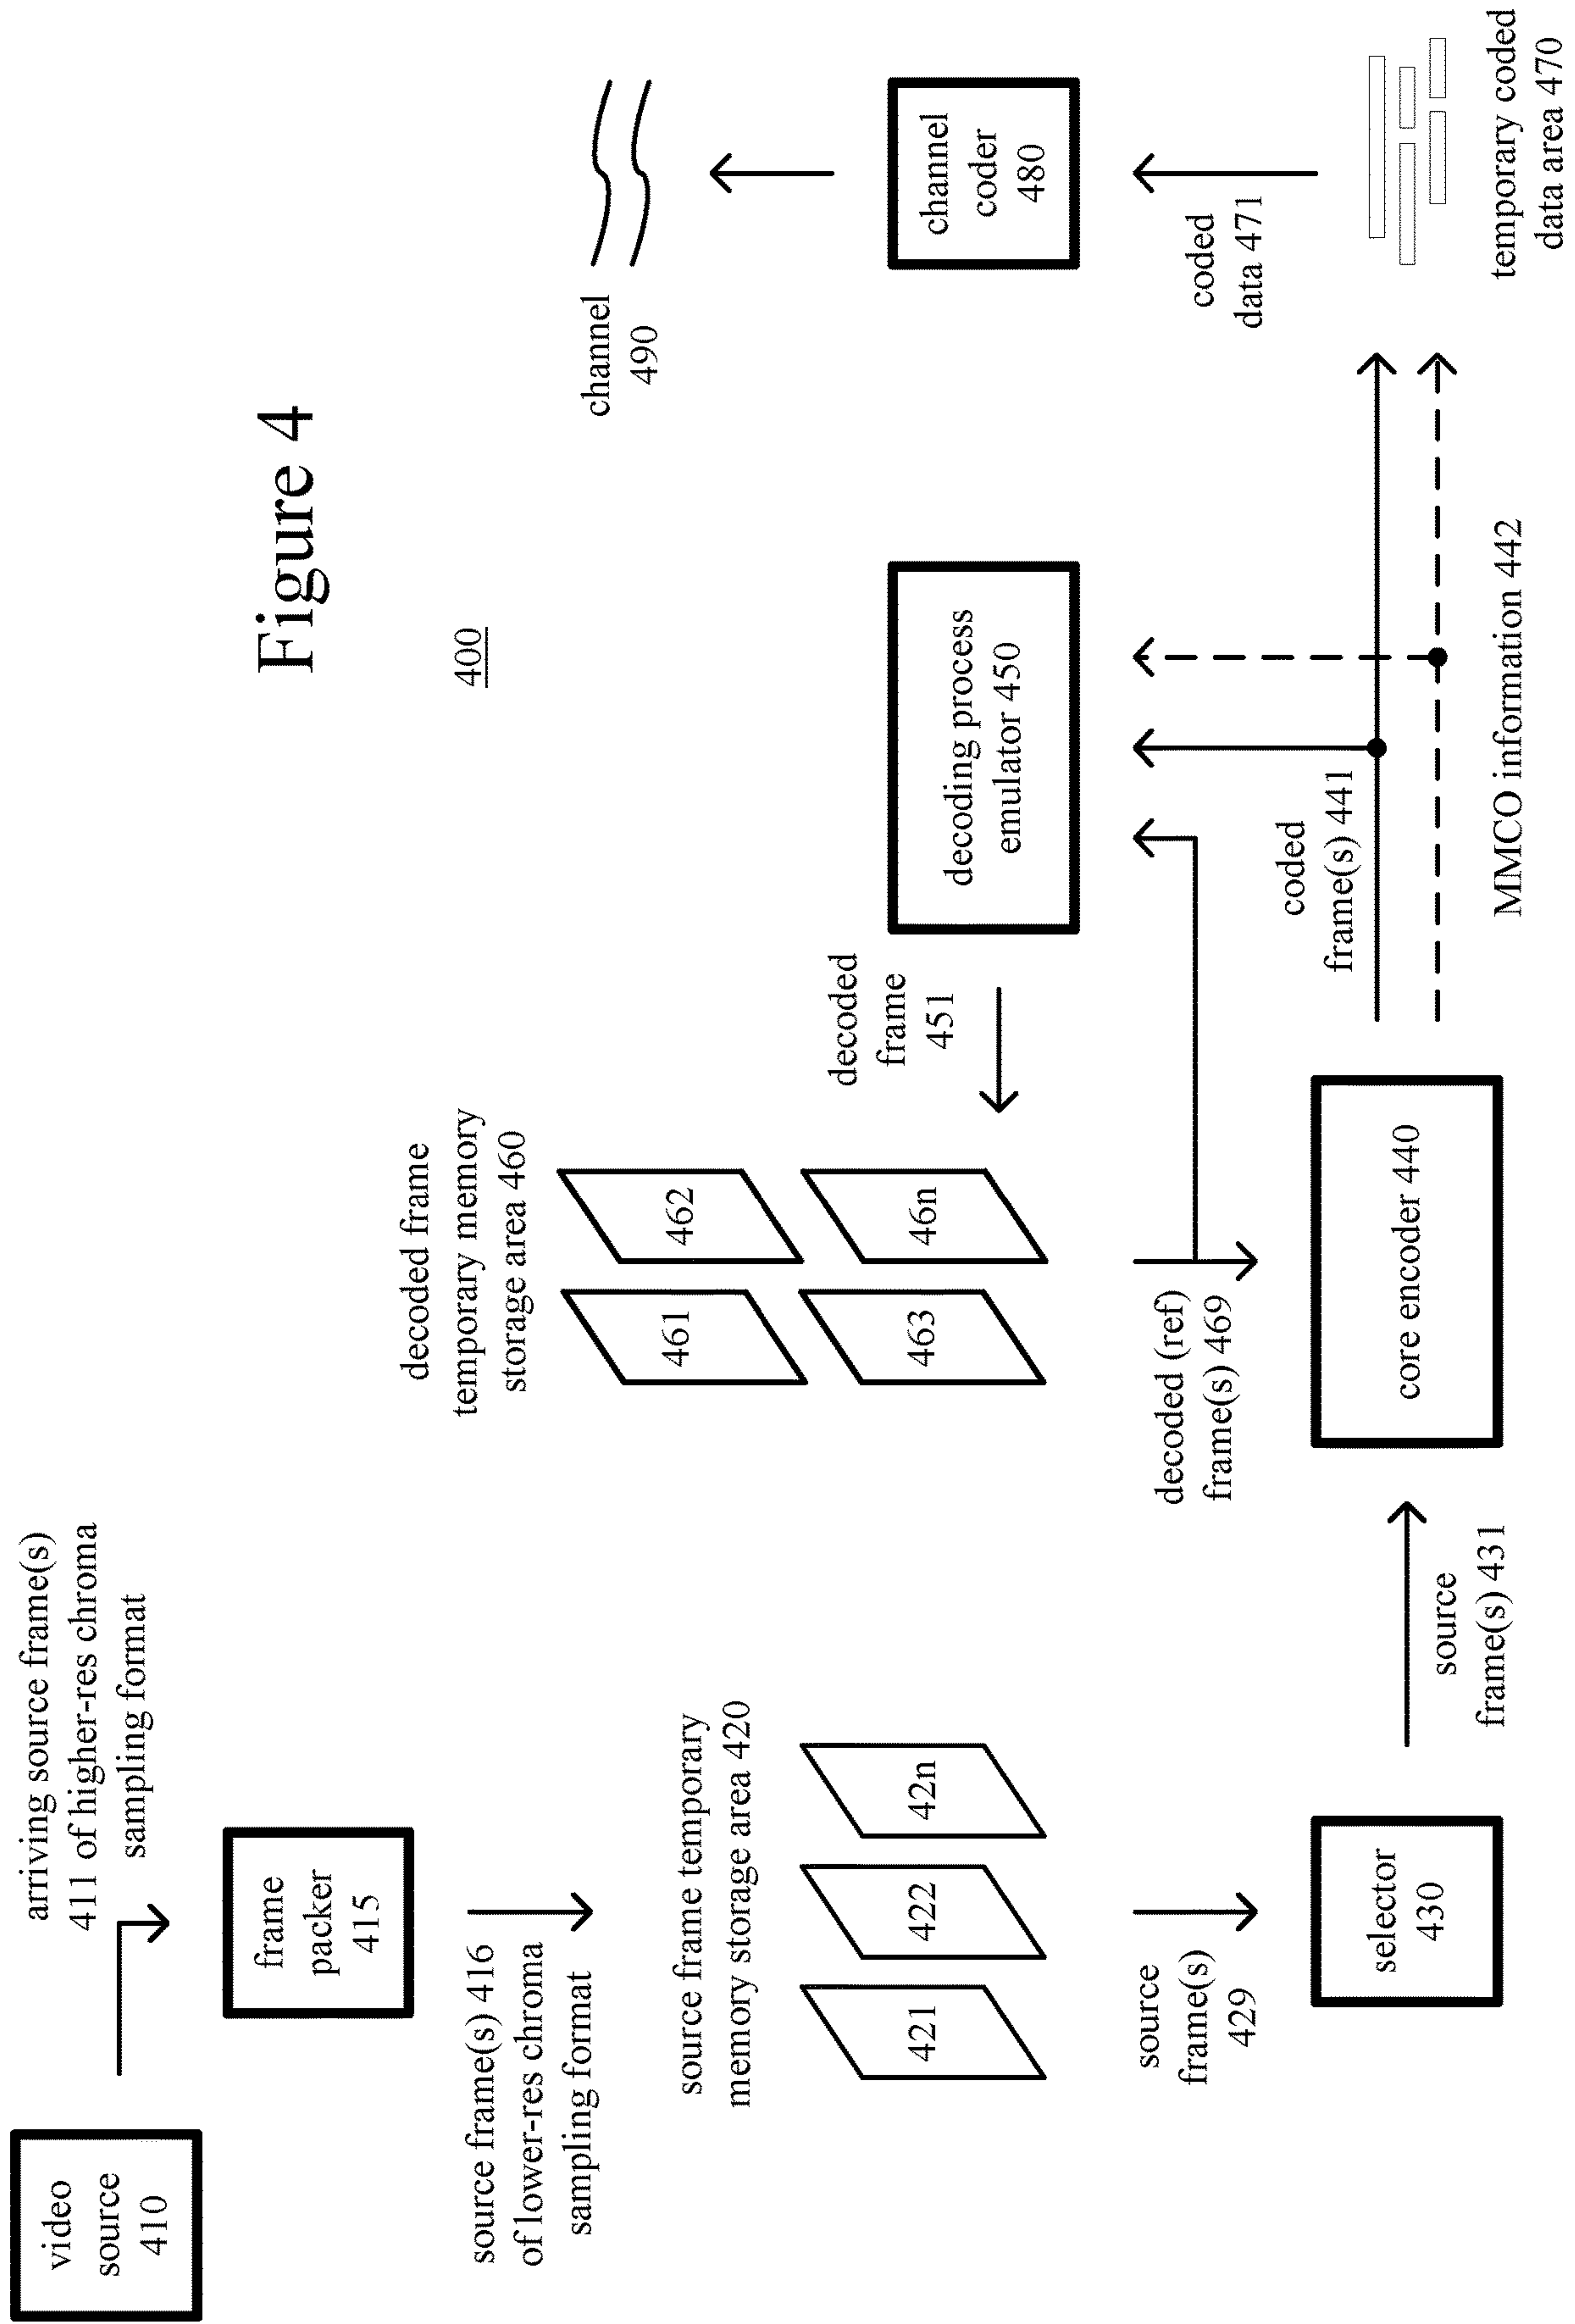 Figure 4
400
video
source
410
arriving source frame(s)
411 of higher-res chroma
sampling format
frame
packer
415
source frame(s) 416
of lower-res chroma
sampling format
source frame temporary
memory storage area 420
421
422
42n
source
frame(s)
429
selector
430
source
frame(s) 431
decoded frame
temporary memory
storage area 460
461
462
463
46n
decoded (ref)
frame(s) 469
core encoder 440
decoded
frame
451
decoding process
emulator 450
coded
frame(s) 441
MMCO information 442
channel
490
channel
coder
480
coded
data 471
temporary coded
data area 470